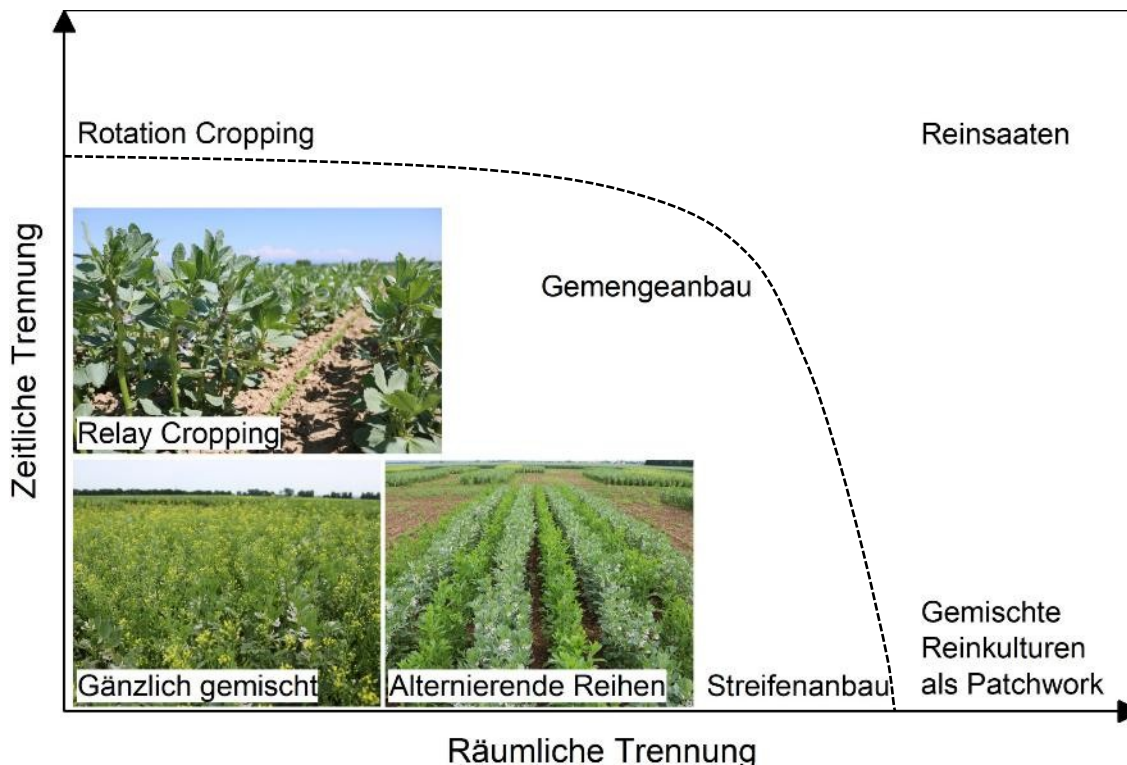 Rotation Cropping
Reinsaaten
Zeitliche Trennung
Gemengeanbau
Relay Cropping
Gänzlich gemischt
Alternierende Reihen
Streifenanbau
Gemischte
Reinkulturen
als Patchwork
Räumliche Trennung